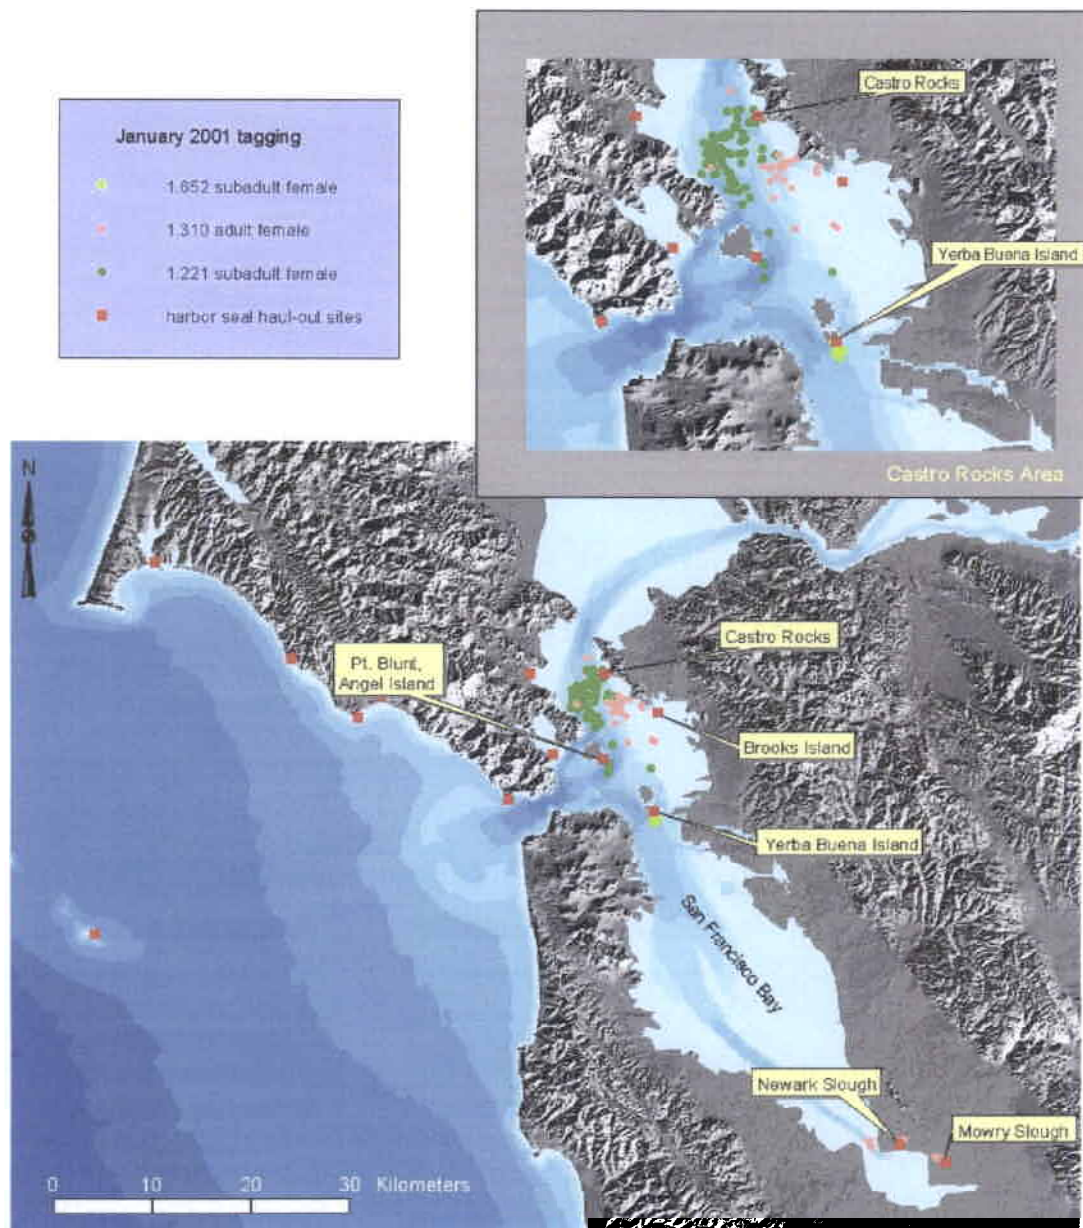 January 2001 tagging
1.652 subadult female
1.310 adult female
1.221 subadult female
harbor seal haul-out sites
Castro Rocks
Yerba Buena Island
Castro Rocks Area
N
Castro Rocks
Pt. Blunt,
Angel Island
Brooks Island
Yerba Buena Island
San Francisco Bay
Newark Slough
Mowry Slough
0 10 20 30 Kilometers